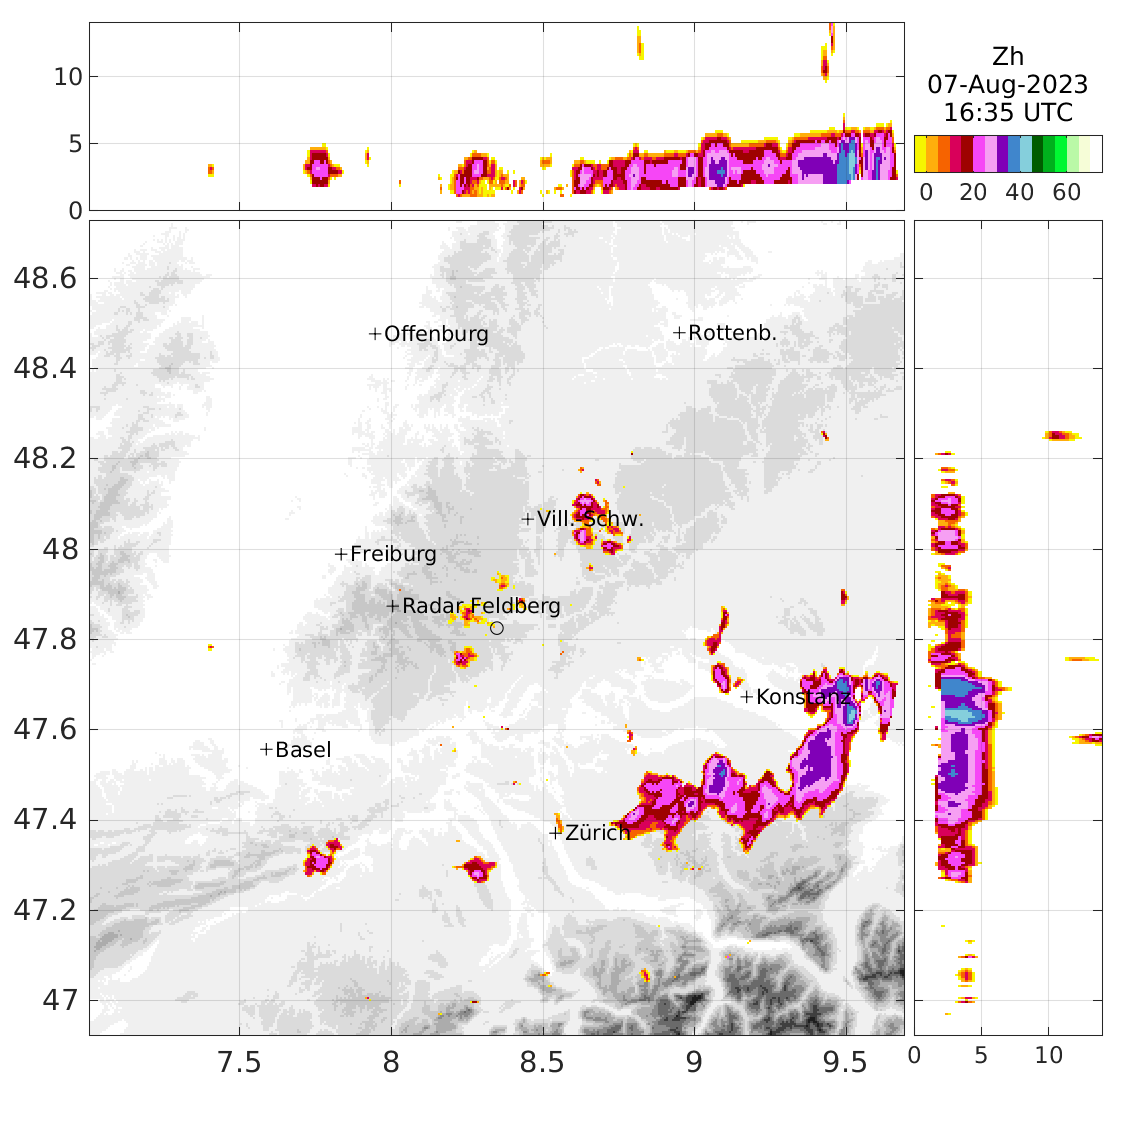 10
5
0
Zh
07-Aug-2023
16:35 UTC
0 20 40 60
48.6
48.4
48.2
48
47.8
47.6
47.4
47.2
47
+Offenburg
+Rottenb.
+Vill.-Schw.
+Freiburg
+Radar Feldberg
+Konstanz
+Basel
+Zürich
7.5 8 8.5 9 9.5
0 5 10